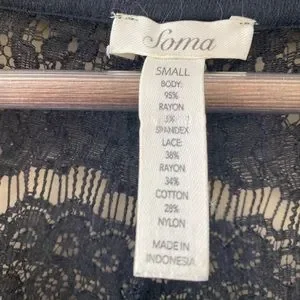 Soma
SMALL
BODY:
95%
RAYON
5%
SPANDEX
LACE:
38%
RAYON
34%
COTTON
28%
NYLON
MADE IN
INDONESIA